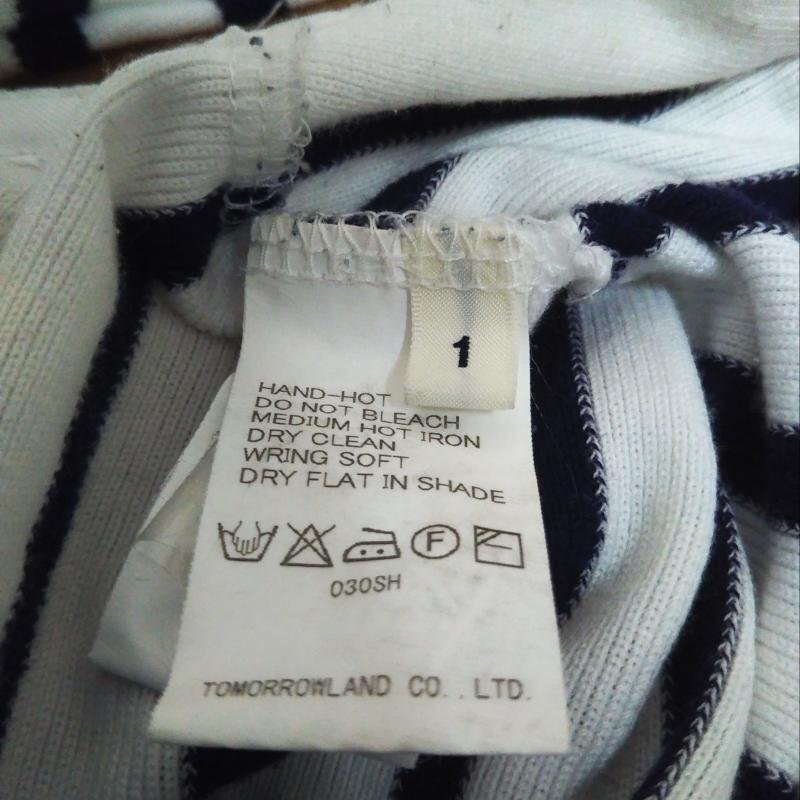 1
HAND-HOT
DO NOT BLEACH
MEDIUM HOT IRON
DRY CLEAN
WRING SOFT
DRY FLAT IN SHADE
F
030SH
TOMORROWLAND CO., LTD.